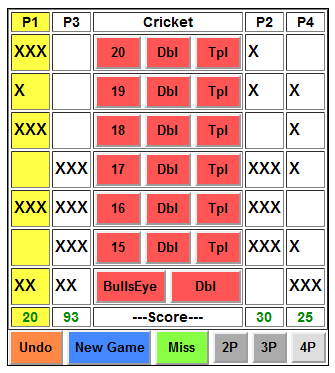 P1 P3 Cricket P2 P4
XXX 20 Dbl Tpl X
X 19 Dbl Tpl X X
XXX 18 Dbl Tpl X
XXX 17 Dbl Tpl XXX X
XXX XXX 16 Dbl Tpl XXX
XXX 15 Dbl Tpl XXX X
XX XX BullsEye Dbl XXX
20 93 ---Score--- 30 25
Undo New Game Miss 2P 3P 4P